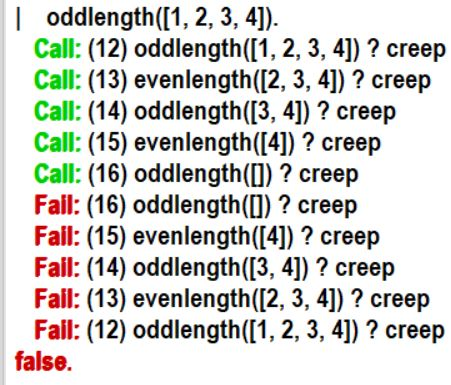 |    oddlength([1, 2, 3, 4]).
Call: (12) oddlength([1, 2, 3, 4]) ? creep
Call: (13) evenlength([2, 3, 4]) ? creep
Call: (14) oddlength([3, 4]) ? creep
Call: (15) evenlength([4]) ? creep
Call: (16) oddlength([]) ? creep
Fail: (16) oddlength([]) ? creep
Fail: (15) evenlength([4]) ? creep
Fail: (14) oddlength([3, 4]) ? creep
Fail: (13) evenlength([2, 3, 4]) ? creep
Fail: (12) oddlength([1, 2, 3, 4]) ? creep
false.